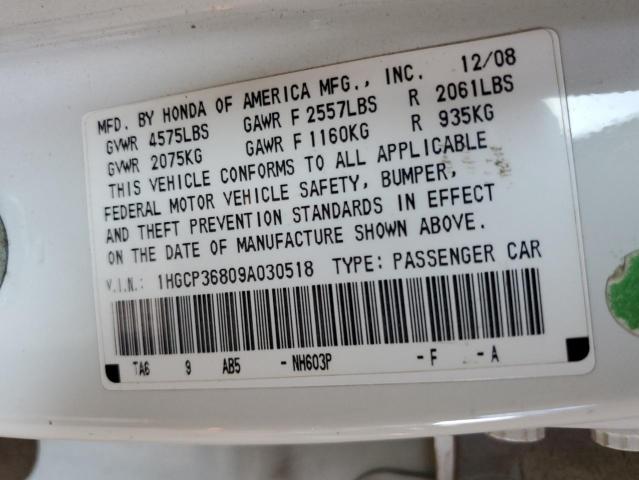 MFD. BY HONDA OF AMERICA MFG., INC. 12/08
GVWR 4575LBS GAWR F 2557LBS R 2061LBS
GVWR 2075KG GAWR F 1160KG R 935KG
THIS VEHICLE CONFORMS TO ALL APPLICABLE
FEDERAL MOTOR VEHICLE SAFETY, BUMPER,
AND THEFT PREVENTION STANDARDS IN EFFECT
ON THE DATE OF MANUFACTURE SHOWN ABOVE.
V.I.N.: 1HGCP36809A030518 TYPE: PASSENGER CAR
TA6 9 AB5 - NH603P - F - A